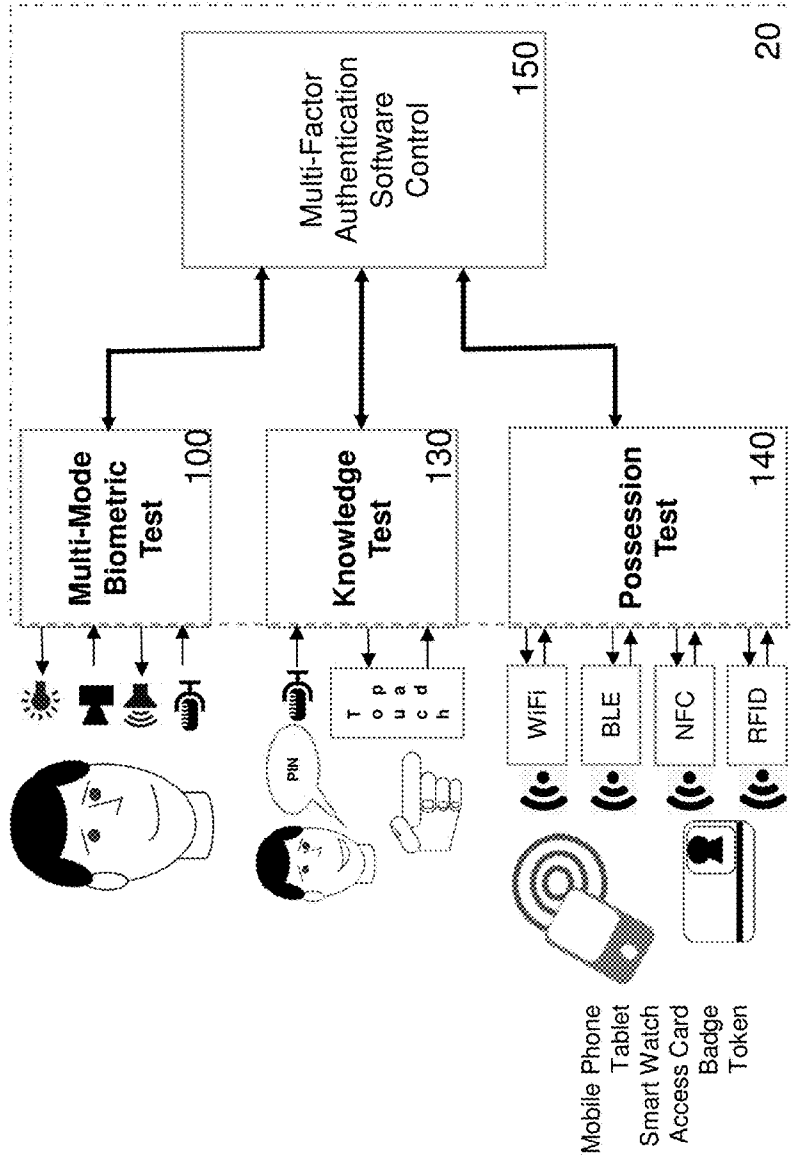 Mobile Phone
Tablet
Smart Watch
Access Card
Badge
Token
WiFi
BLE
NFC
RFID
Possession
Test
140
PIN
T
o p
u a
c d
h
Knowledge
Test
130
Multi-Mode
Biometric
Test
100
Multi-Factor
Authentication
Software
Control
150
20